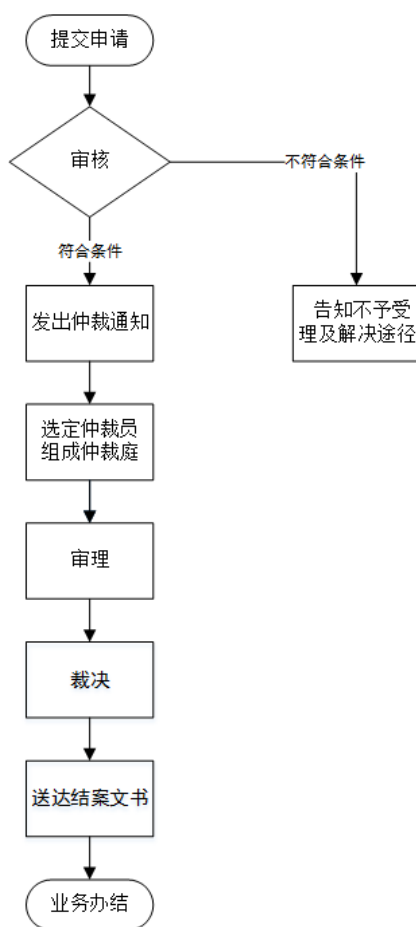 提交申请
审核
不符合条件
符合条件
发出仲裁通知
告知不予受
理及解决途径
选定仲裁员
组成仲裁庭
审理
裁决
送达结案文书
业务办结